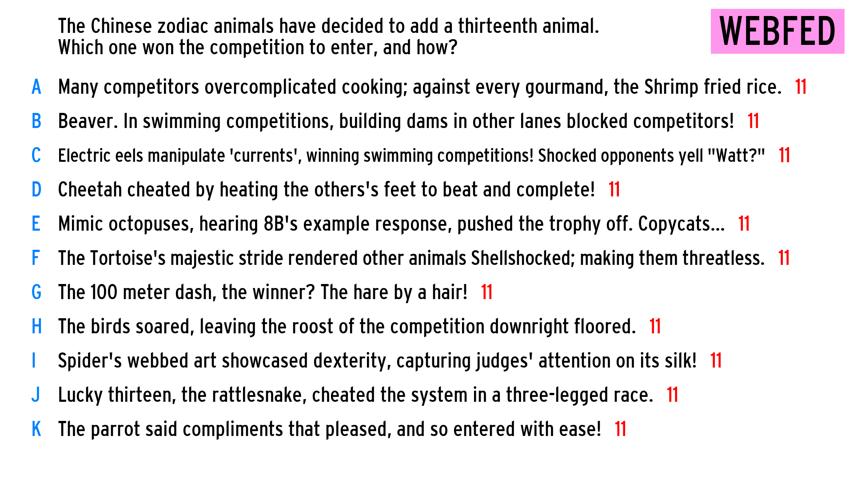 The Chinese zodiac animals have decided to add a thirteenth animal.
Which one won the competition to enter, and how?
WEBFED
A Many competitors overcomplicated cooking; against every gourmand, the Shrimp fried rice. 11
B Beaver. In swimming competitions, building dams in other lanes blocked competitors! 11
C Electric eels manipulate 'currents', winning swimming competitions! Shocked opponents yell "Watt?" 11
D Cheetah cheated by heating the others's feet to beat and complete! 11
E Mimic octopuses, hearing 8B's example response, pushed the trophy off. Copycats... 11
F The Tortoise's majestic stride rendered other animals Shellshocked; making them threatless. 11
G The 100 meter dash, the winner? The hare by a hair! 11
H The birds soared, leaving the roost of the competition downright floored. 11
I Spider's webbed art showcased dexterity, capturing judges' attention on its silk! 11
J Lucky thirteen, the rattlesnake, cheated the system in a three-legged race. 11
K The parrot said compliments that pleased, and so entered with ease! 11